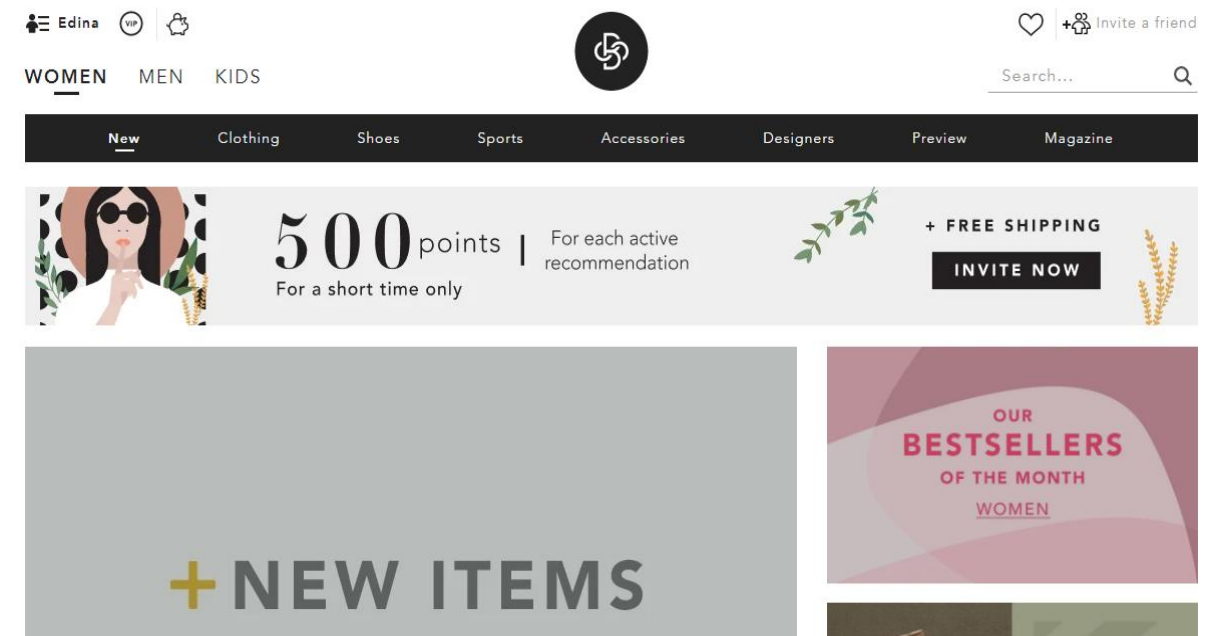 Edina VIP
Invite a friend
WOMEN MEN KIDS
Search...
New Clothing Shoes Sports Accessories Designers Preview Magazine
500 points | For each active
recommendation
For a short time only
+ FREE SHIPPING
INVITE NOW
+NEW ITEMS
OUR
BESTSELLERS
OF THE MONTH
WOMEN